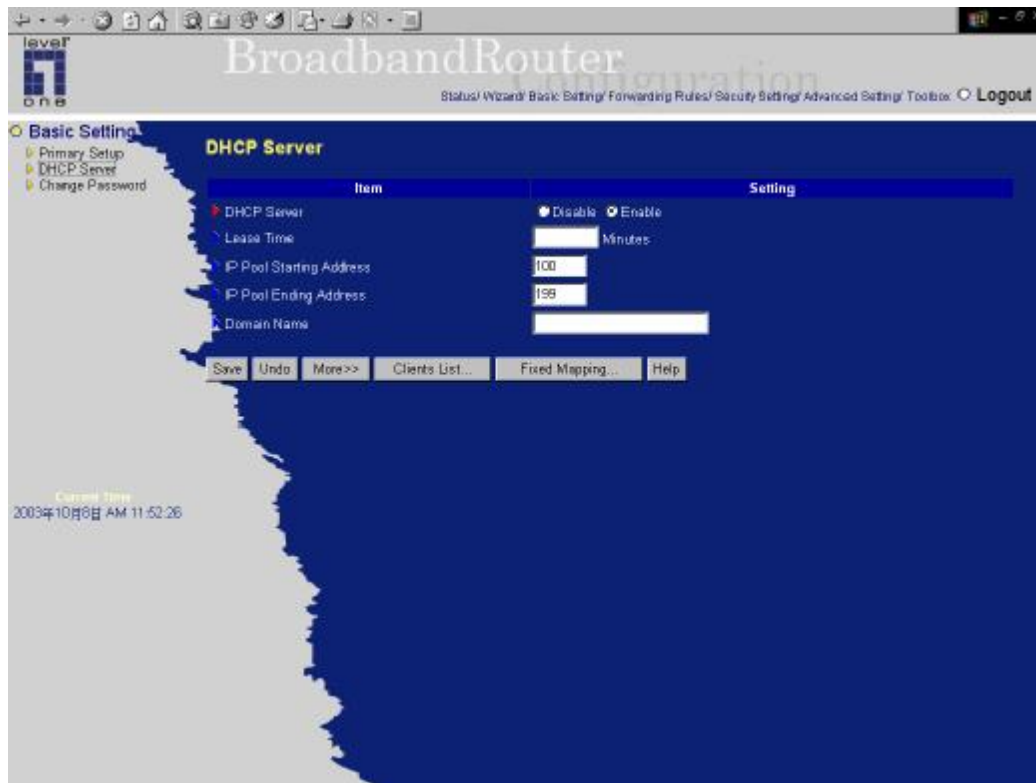 level
one
BroadbandRouter
Configuration
Status/ Wizard/ Basic Setting/ Forwarding Rules/ Security Setting/ Advanced Setting/ Toolbox Logout
Basic Setting
Primary Setup
DHCP Server
Change Password
DHCP Server
Item Setting
DHCP Server Disable Enable
Lease Time Minutes
IP Pool Starting Address 100
IP Pool Ending Address 199
Domain Name
Save Undo More>> Clients List... Fixed Mapping... Help
Current Time
2003年10月8日 AM 11:52:26